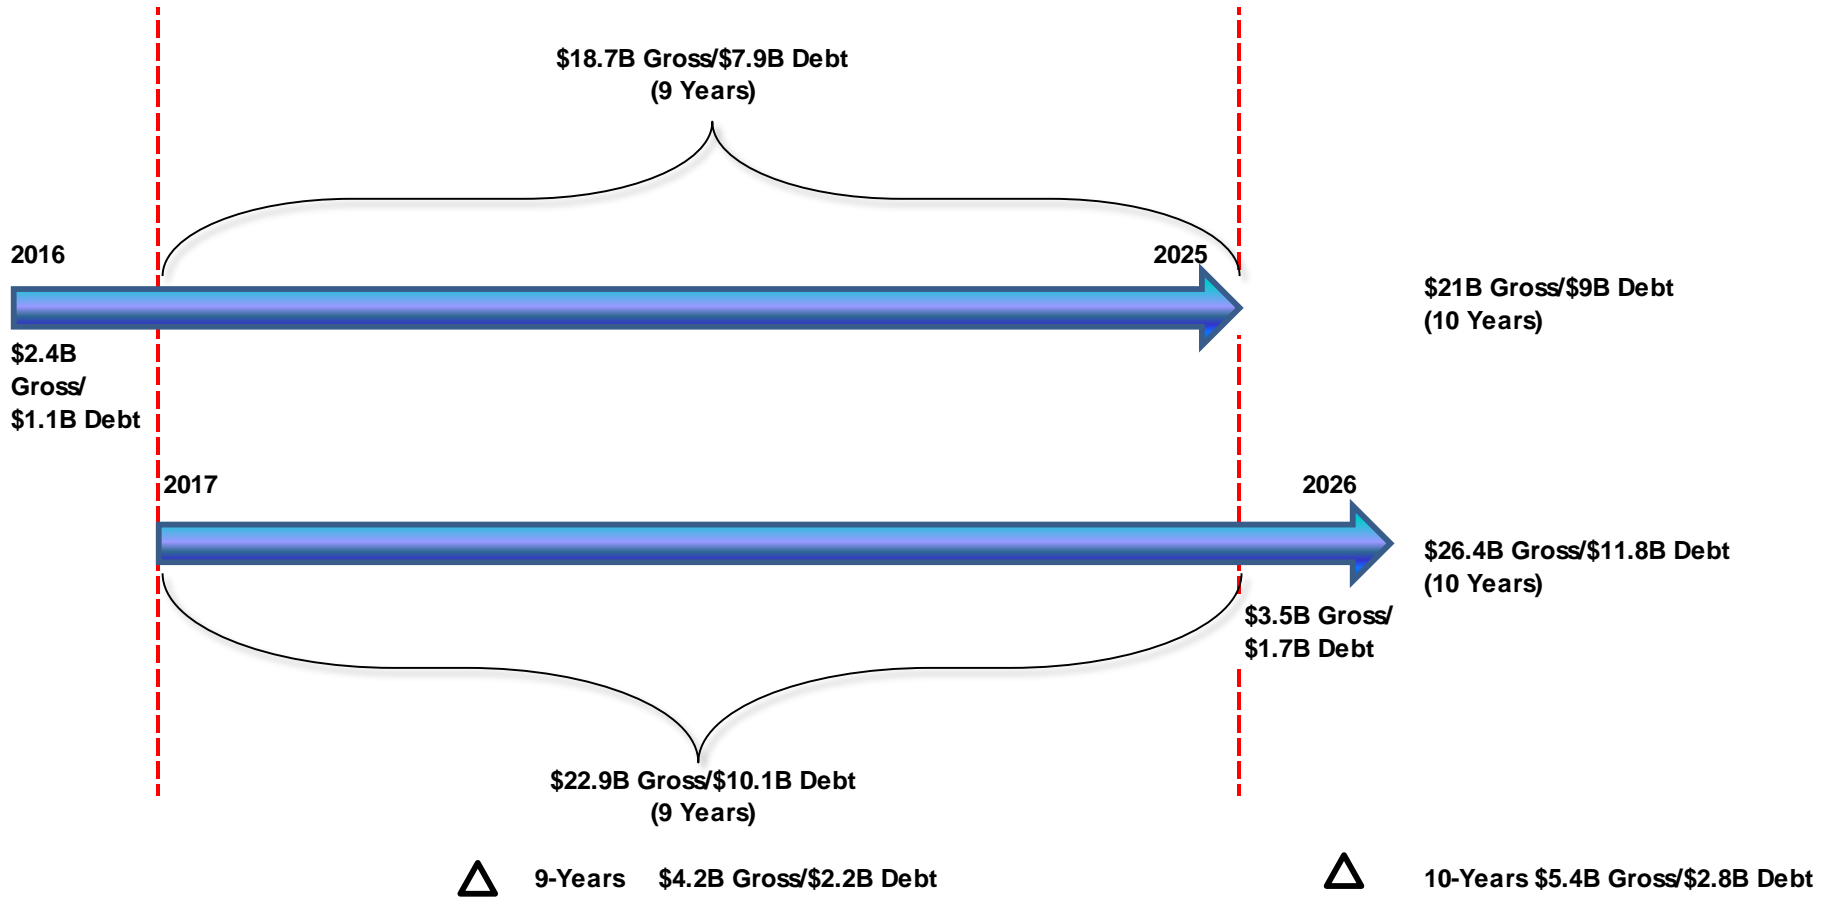 $18.7B Gross/$7.9B Debt
(9 Years)
2016
2025
$21B Gross/$9B Debt
(10 Years)
$2.4B
Gross/
$1.1B Debt
2017
2026
$26.4B Gross/$11.8B Debt
(10 Years)
$3.5B Gross/
$1.7B Debt
$22.9B Gross/$10.1B Debt
(9 Years)
9-Years $4.2B Gross/$2.2B Debt
10-Years $5.4B Gross/$2.8B Debt